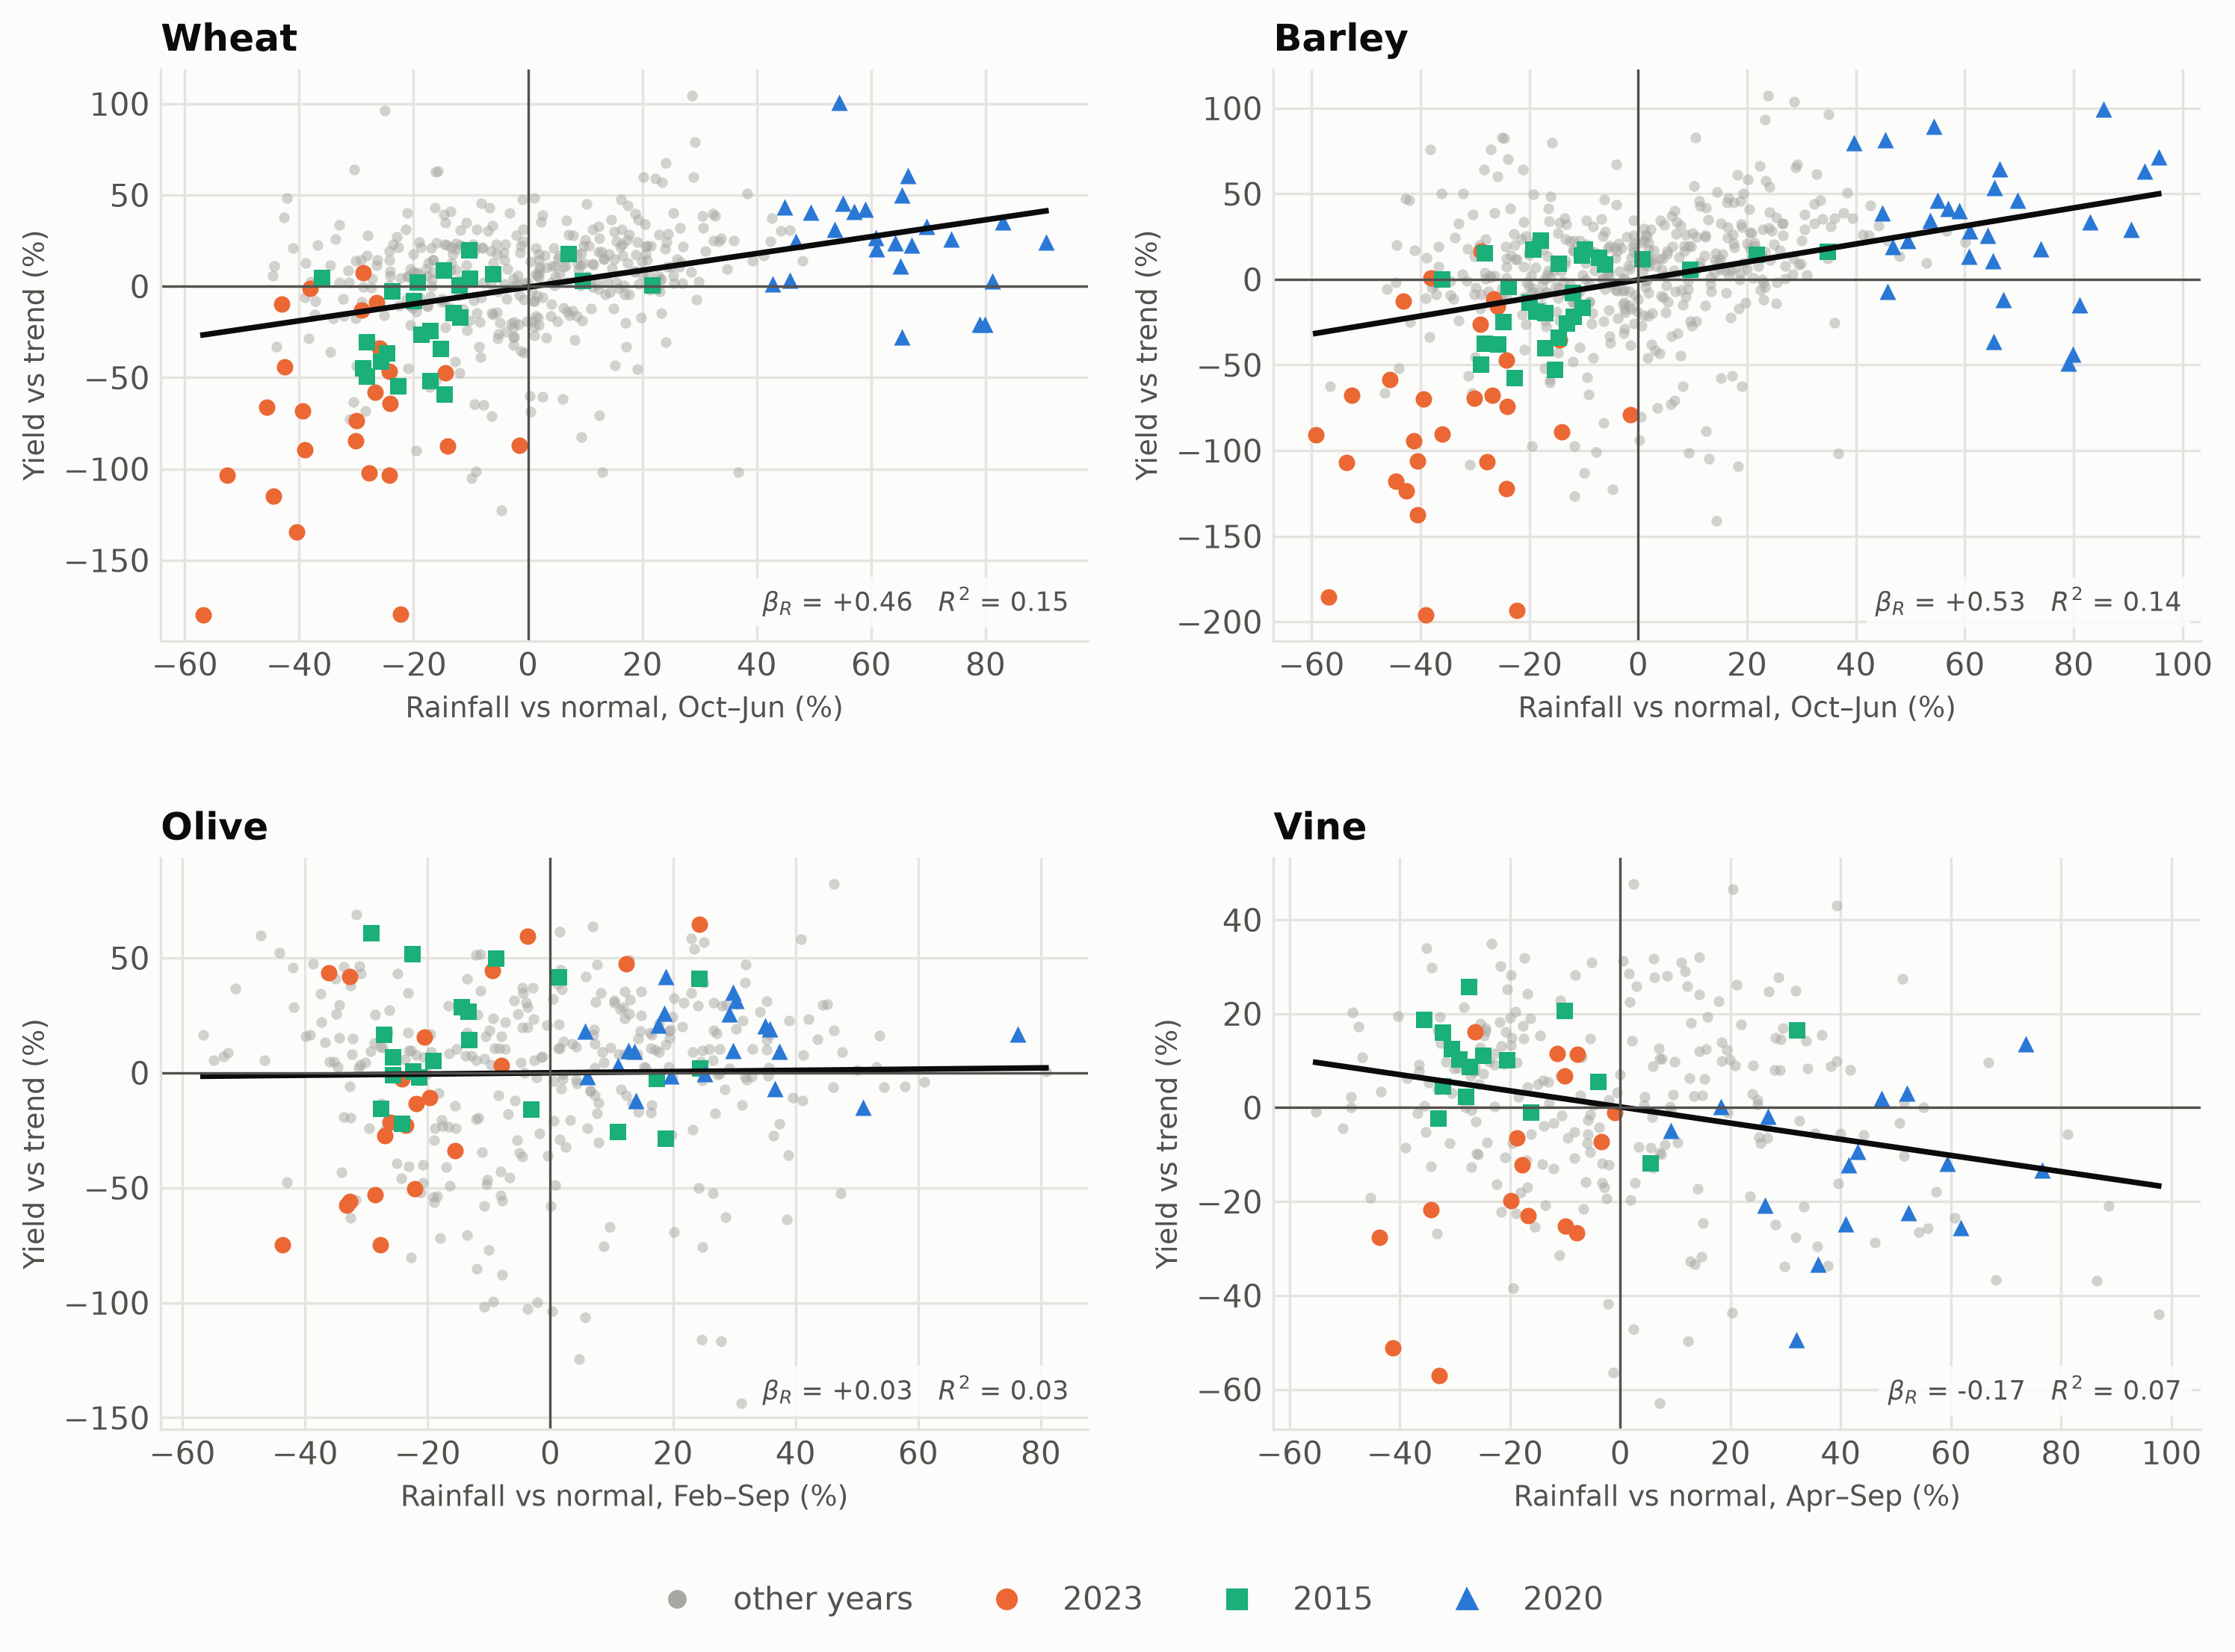 Wheat
Yield vs trend (%)
100
50
0
−50
−100
−150
β_R = +0.46 R² = 0.15
−60 −40 −20 0 20 40 60 80
Rainfall vs normal, Oct–Jun (%)
Barley
Yield vs trend (%)
100
50
0
−50
−100
−150
−200
β_R = +0.53 R² = 0.14
−60 −40 −20 0 20 40 60 80 100
Rainfall vs normal, Oct–Jun (%)
Olive
Yield vs trend (%)
50
0
−50
−100
−150
β_R = +0.03 R² = 0.03
−60 −40 −20 0 20 40 60 80
Rainfall vs normal, Feb–Sep (%)
Vine
Yield vs trend (%)
40
20
0
−20
−40
−60
β_R = -0.17 R² = 0.07
−60 −40 −20 0 20 40 60 80 100
Rainfall vs normal, Apr–Sep (%)
other years 2023 2015 2020